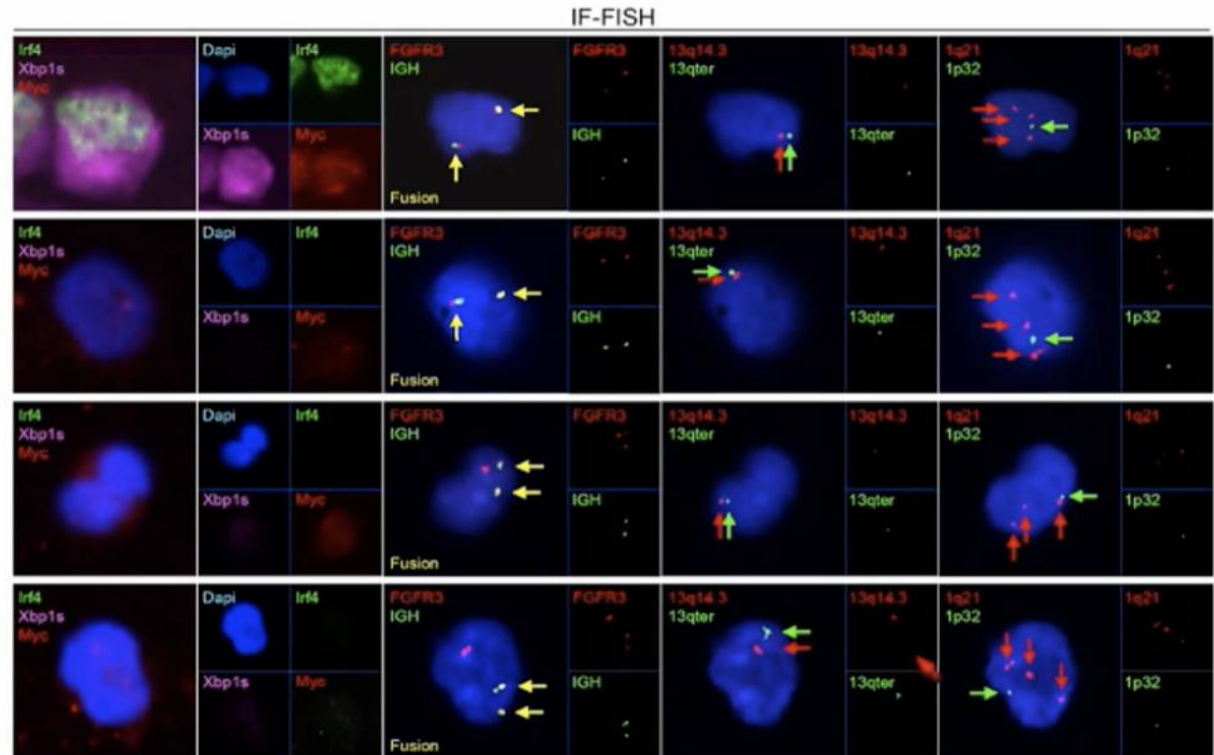 IF-FISH
Irf4
Xbp1s
Myc
Dapi
Irf4
Xbp1s
Myc
FGFR3
IGH
Fusion
FGFR3
IGH
13q14.3
13qter
13q14.3
13qter
1q21
1p32
1q21
1p32
Irf4
Xbp1s
Myc
Dapi
Irf4
Xbp1s
Myc
FGFR3
IGH
Fusion
FGFR3
IGH
13q14.3
13qter
13q14.3
13qter
1q21
1p32
1q21
1p32
Irf4
Xbp1s
Myc
Dapi
Xbp1s
Myc
FGFR3
IGH
Fusion
FGFR3
IGH
13q14.3
13qter
13q14.3
13qter
1q21
1p32
1q21
1p32
Irf4
Xbp1s
Myc
Dapi
Irf4
Xbp1s
Myc
FGFR3
IGH
Fusion
FGFR3
IGH
13q14.3
13qter
13q14.3
13qter
1q21
1p32
1q21
1p32